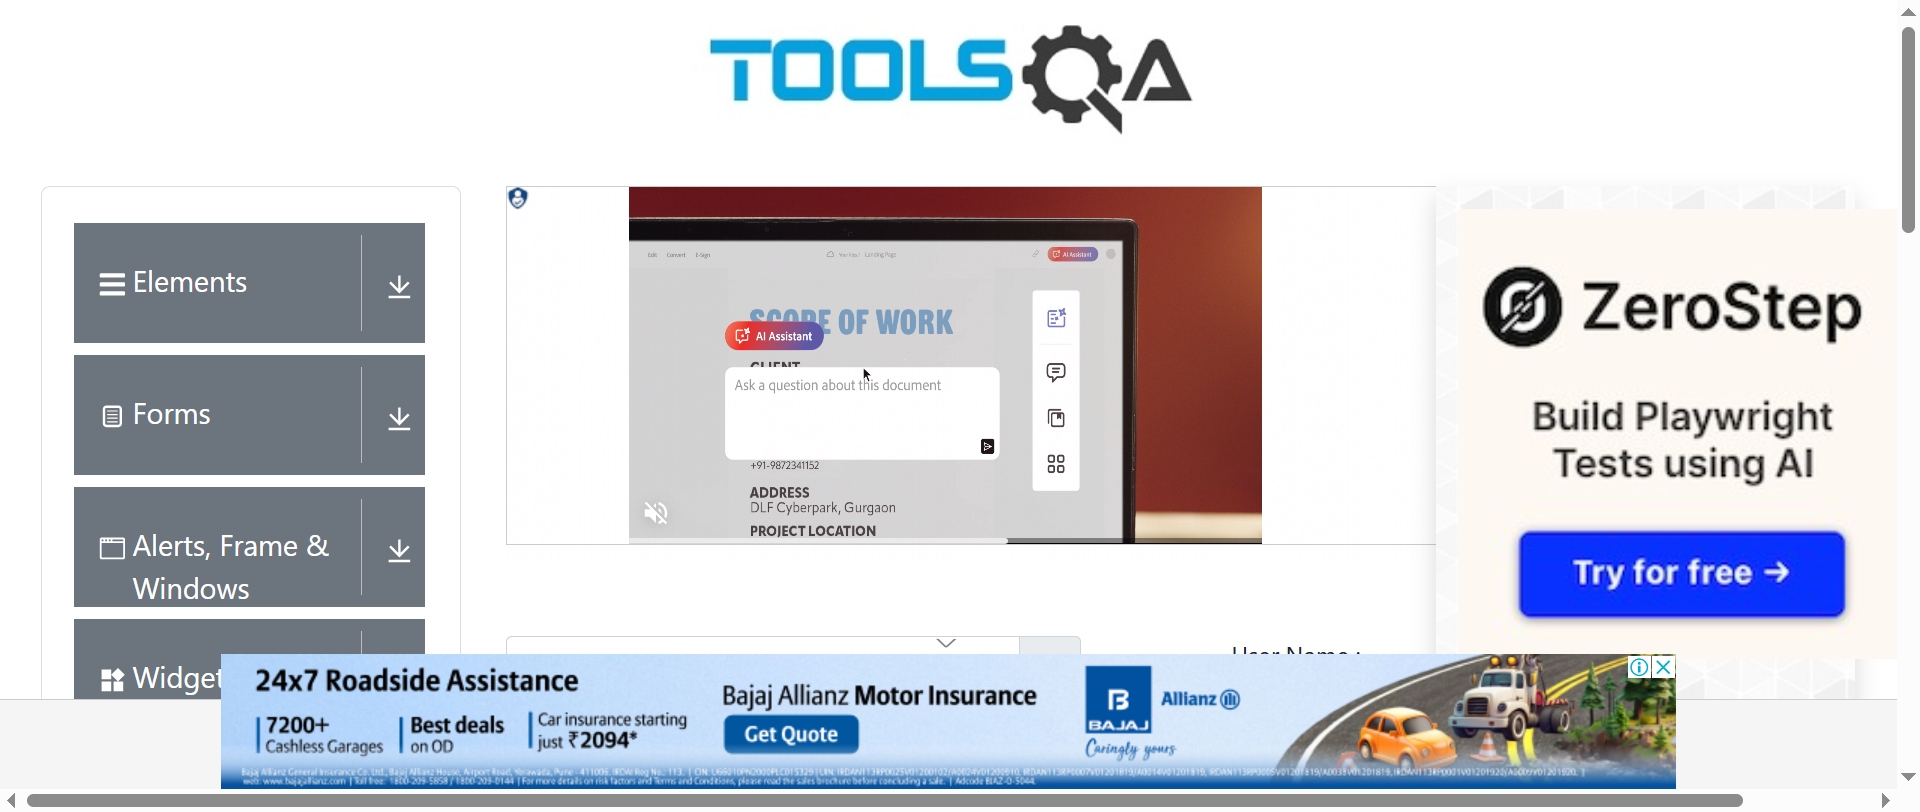 TOOLSQA
Elements
Forms
Alerts, Frame &
Windows
Widget
Edit Convert E-Sign
AI Assistant
SCOPE OF WORK
AI Assistant
CLIENT
Ask a question about this document
+91-9872341152
ADDRESS
DLF Cyberpark, Gurgaon
PROJECT LOCATION
ZeroStep
Build Playwright
Tests using AI
Try for free →
User Name :
24x7 Roadside Assistance
7200+
Cashless Garages
Best deals
on OD
Car insurance starting
just ₹2094*
Bajaj Allianz Motor Insurance
Get Quote
B
BAJAJ
Allianz
Caringly yours